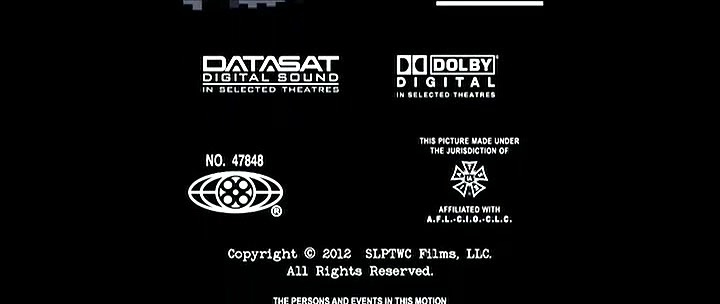 DATASAT
DIGITAL SOUND
IN SELECTED THEATRES
DOLBY
DIGITAL
IN SELECTED THEATRES
NO. 47848
®
THIS PICTURE MADE UNDER
THE JURISDICTION OF
AFFILIATED WITH
A.F.L.-C.I.O.-C.L.C.
Copyright © 2012 SLPTWC Films, LLC.
All Rights Reserved.
THE PERSONS AND EVENTS IN THIS MOTION